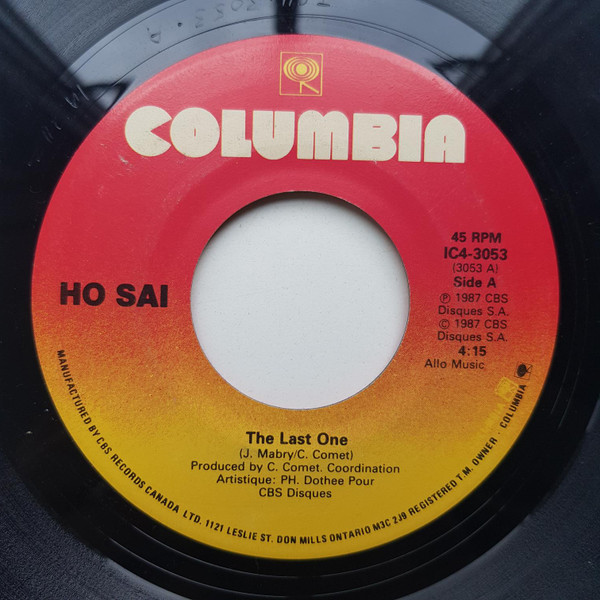 COLUMBIA
HO SAI
45 RPM
IC4-3053
(3053 A)
Side A
℗ 1987 CBS
Disques S.A.
© 1987 CBS
Disques S.A.
4:15
Allo Music
The Last One
(J. Mabry/C. Comet)
Produced by C. Comet. Coordination
Artistique: PH. Dothee Pour
CBS Disques
MANUFACTURED BY CBS RECORDS CANADA LTD. 1121 LESLIE ST. DON MILLS ONTARIO M3C 2J9 REGISTERED T.M. OWNER · COLUMBIA